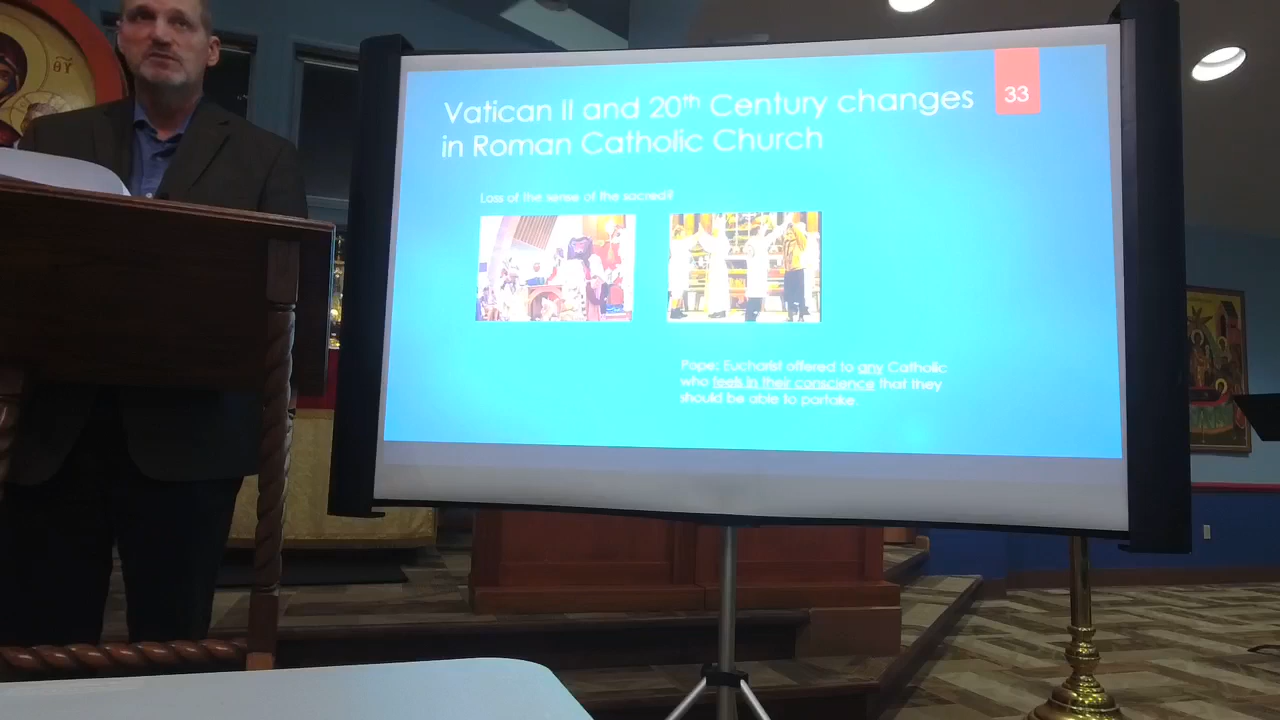 Vatican II and 20th Century changes
in Roman Catholic Church
33
Loss of the sense of the sacred?
Pope: Eucharist offered to any Catholic
who feels in their conscience that they
should be able to partake.
ΘΥ